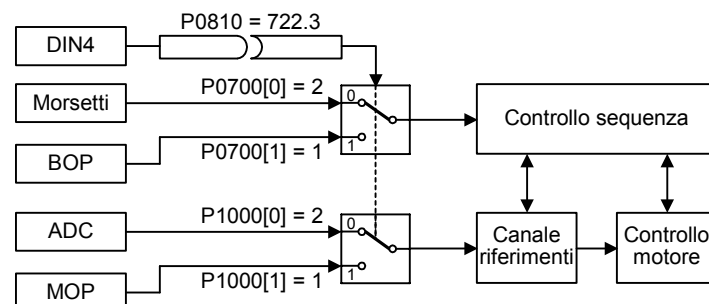 P0810 = 722.3
DIN4
P0700[0] = 2
0
Morsetti
Controllo sequenza
P0700[1] = 1
1
BOP
P1000[0] = 2
0
ADC
Canale
riferimenti
Controllo
motore
P1000[1] = 1
1
MOP